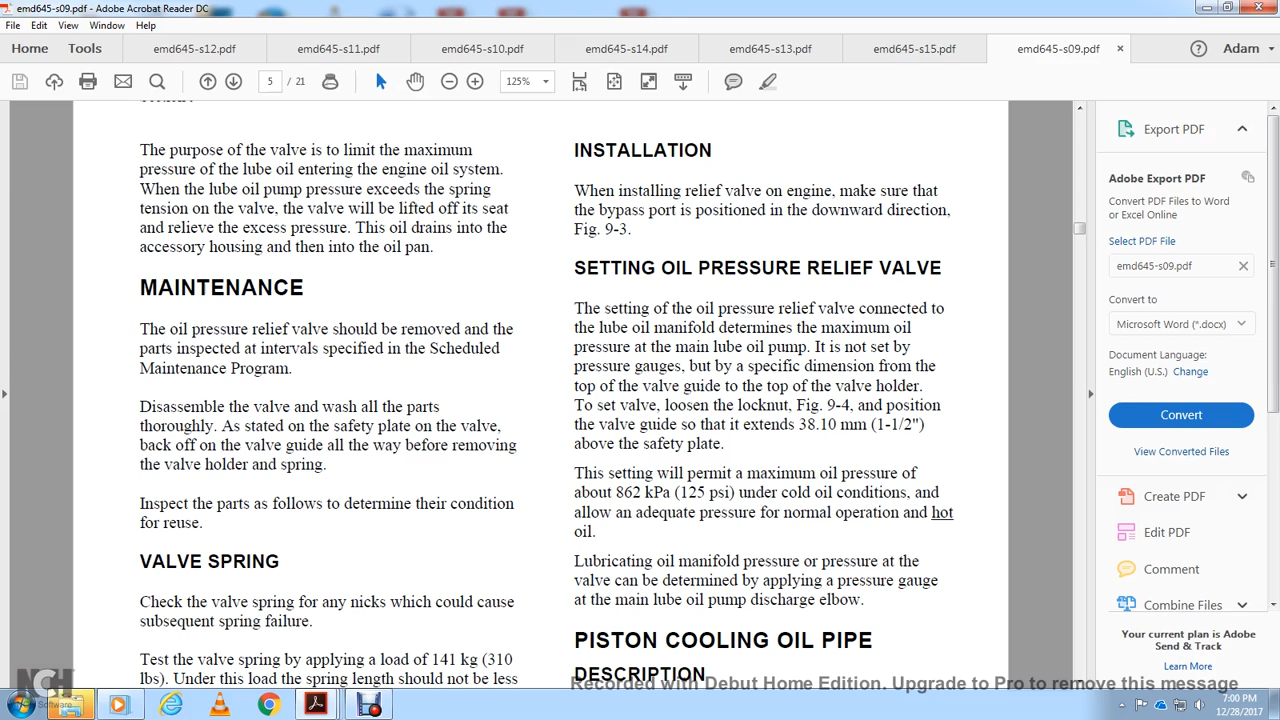 emd645-s09.pdf - Adobe Acrobat Reader DC
File Edit View Window Help
Home Tools emd645-s12.pdf emd645-s11.pdf emd645-s10.pdf emd645-s14.pdf emd645-s13.pdf emd645-s15.pdf emd645-s09.pdf × Adam
5 / 21 125%
The purpose of the valve is to limit the maximum
pressure of the lube oil entering the engine oil system.
When the lube oil pump pressure exceeds the spring
tension on the valve, the valve will be lifted off its seat
and relieve the excess pressure. This oil drains into the
accessory housing and then into the oil pan.
MAINTENANCE
The oil pressure relief valve should be removed and the
parts inspected at intervals specified in the Scheduled
Maintenance Program.
Disassemble the valve and wash all the parts
thoroughly. As stated on the safety plate on the valve,
back off on the valve guide all the way before removing
the valve holder and spring.
Inspect the parts as follows to determine their condition
for reuse.
VALVE SPRING
Check the valve spring for any nicks which could cause
subsequent spring failure.
Test the valve spring by applying a load of 141 kg (310
lbs). Under this load the spring length should not be less
INSTALLATION
When installing relief valve on engine, make sure that
the bypass port is positioned in the downward direction,
Fig. 9-3.
SETTING OIL PRESSURE RELIEF VALVE
The setting of the oil pressure relief valve connected to
the lube oil manifold determines the maximum oil
pressure at the main lube oil pump. It is not set by
pressure gauges, but by a specific dimension from the
top of the valve guide to the top of the valve holder.
To set valve, loosen the locknut, Fig. 9-4, and position
the valve guide so that it extends 38.10 mm (1-1/2")
above the safety plate.
This setting will permit a maximum oil pressure of
about 862 kPa (125 psi) under cold oil conditions, and
allow an adequate pressure for normal operation and hot
oil.
Lubricating oil manifold pressure or pressure at the
valve can be determined by applying a pressure gauge
at the main lube oil pump discharge elbow.
PISTON COOLING OIL PIPE
DESCRIPTION
Export PDF
Adobe Export PDF
Convert PDF Files to Word
or Excel Online
Select PDF File
emd645-s09.pdf
Convert to
Microsoft Word (*.docx)
Document Language:
English (U.S.) Change
Convert
View Converted Files
Create PDF
Edit PDF
Comment
Combine Files
Your current plan is Adobe
Send & Track
Learn More
NCH
Software
Recorded with Debut Home Edition. Upgrade to Pro to remove this message
7:00 PM
12/28/2017